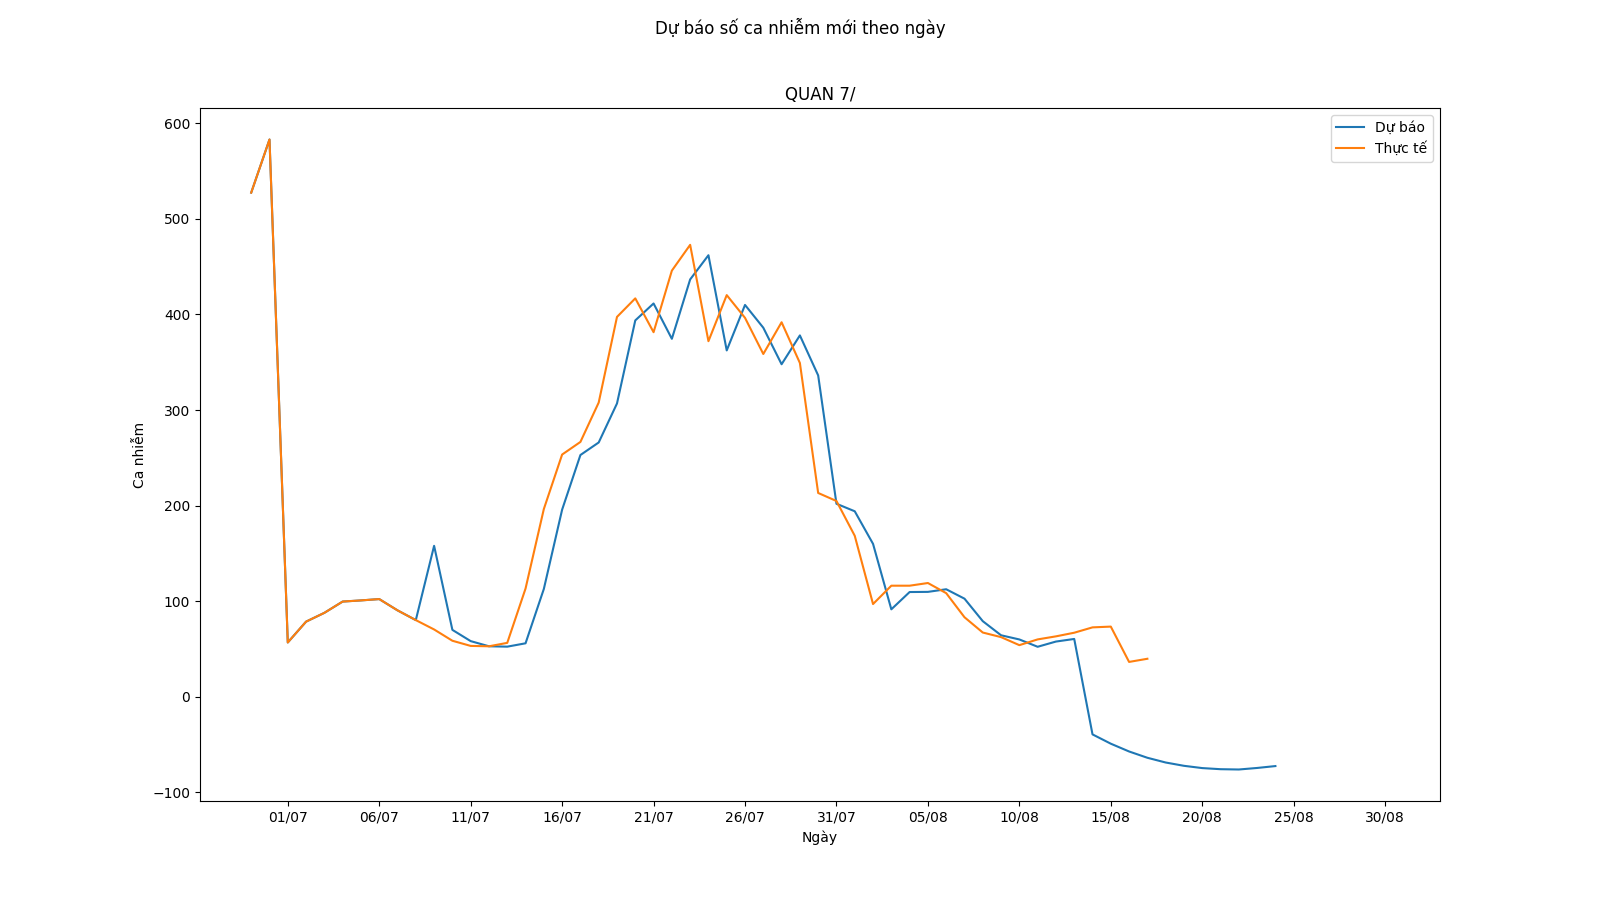 Dự báo số ca nhiễm mới theo ngày
QUAN 7/
Dự báo
Thực tế
600
500
400
300
200
100
0
−100
Ca nhiễm
01/07 06/07 11/07 16/07 21/07 26/07 31/07 05/08 10/08 15/08 20/08 25/08 30/08
Ngày